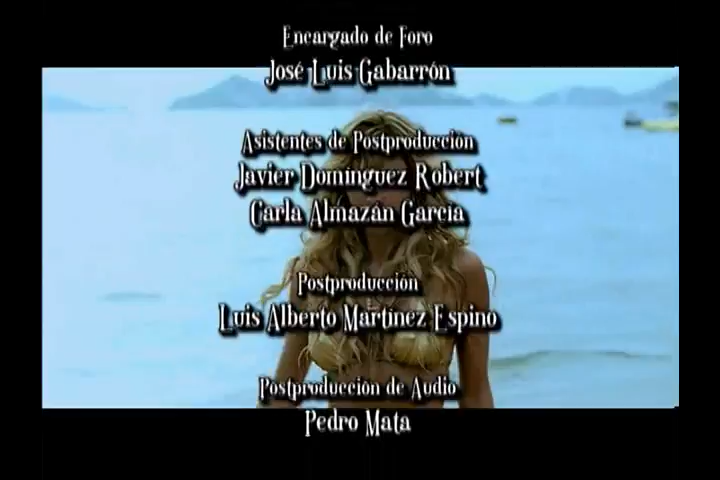 Encargado de Foro
José Luis Gabarrón
Asistentes de Postproducción
Javier Domínguez Robert
Carla Almazán García
Postproducción
Luis Alberto Martínez Espino
Postproducción de Audio
Pedro Mata